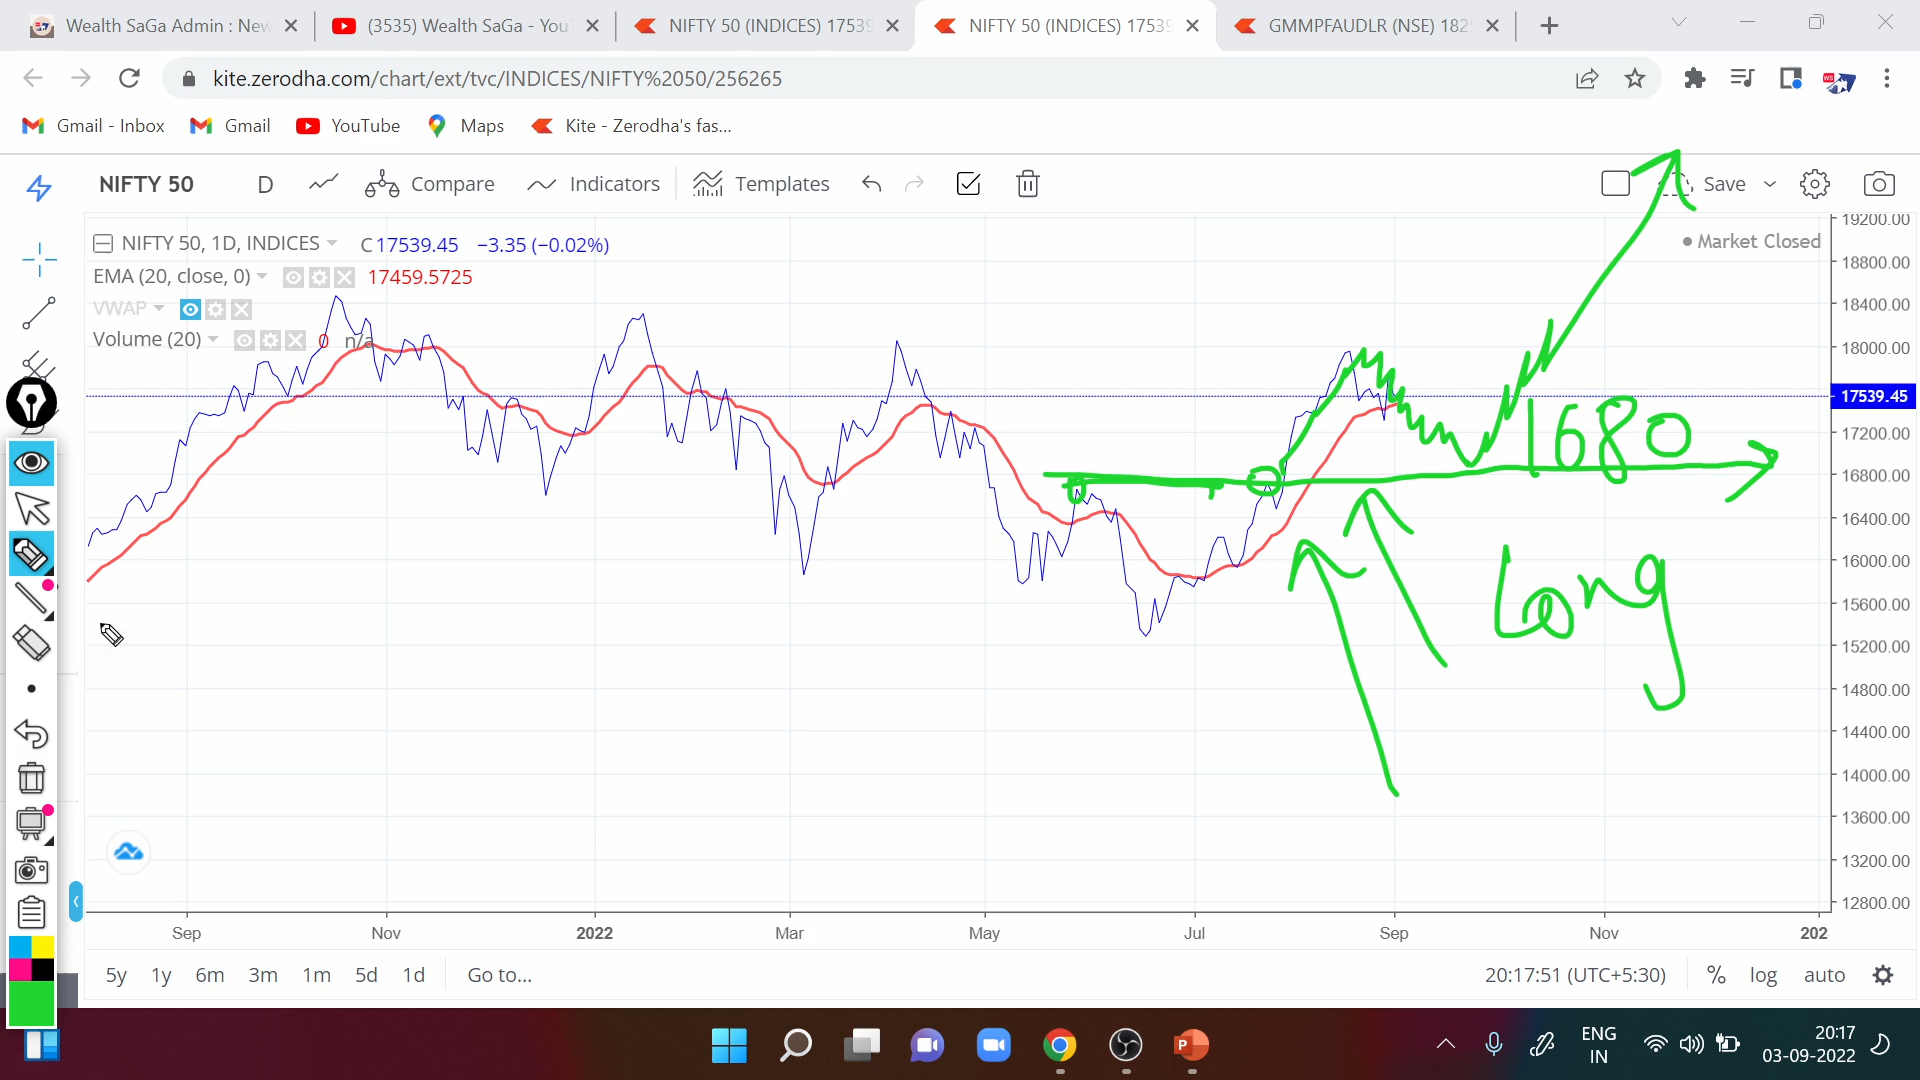 Wealth SaGa Admin : New
(3535) Wealth SaGa - YouT
NIFTY 50 (INDICES) 17539
NIFTY 50 (INDICES) 17539
GMMPFAUDLR (NSE) 182
kite.zerodha.com/chart/ext/tvc/INDICES/NIFTY%2050/256265
Gmail - Inbox
Gmail
YouTube
Maps
Kite - Zerodha's fas...
NIFTY 50
D
Compare
Indicators
Templates
Save
NIFTY 50, 1D, INDICES
C 17539.45 −3.35 (−0.02%)
Market Closed
EMA (20, close, 0)
17459.5725
VWAP
Volume (20)
0 n/a
19200.00
18800.00
18400.00
18000.00
17539.45
17200.00
16800.00
16400.00
16000.00
15600.00
15200.00
14800.00
14400.00
14000.00
13600.00
13200.00
12800.00
1680
Long
Sep
Nov
2022
Mar
May
Jul
Sep
Nov
202
5y 1y 6m 3m 1m 5d 1d Go to...
20:17:51 (UTC+5:30) % log auto
ENG
IN
20:17
03-09-2022